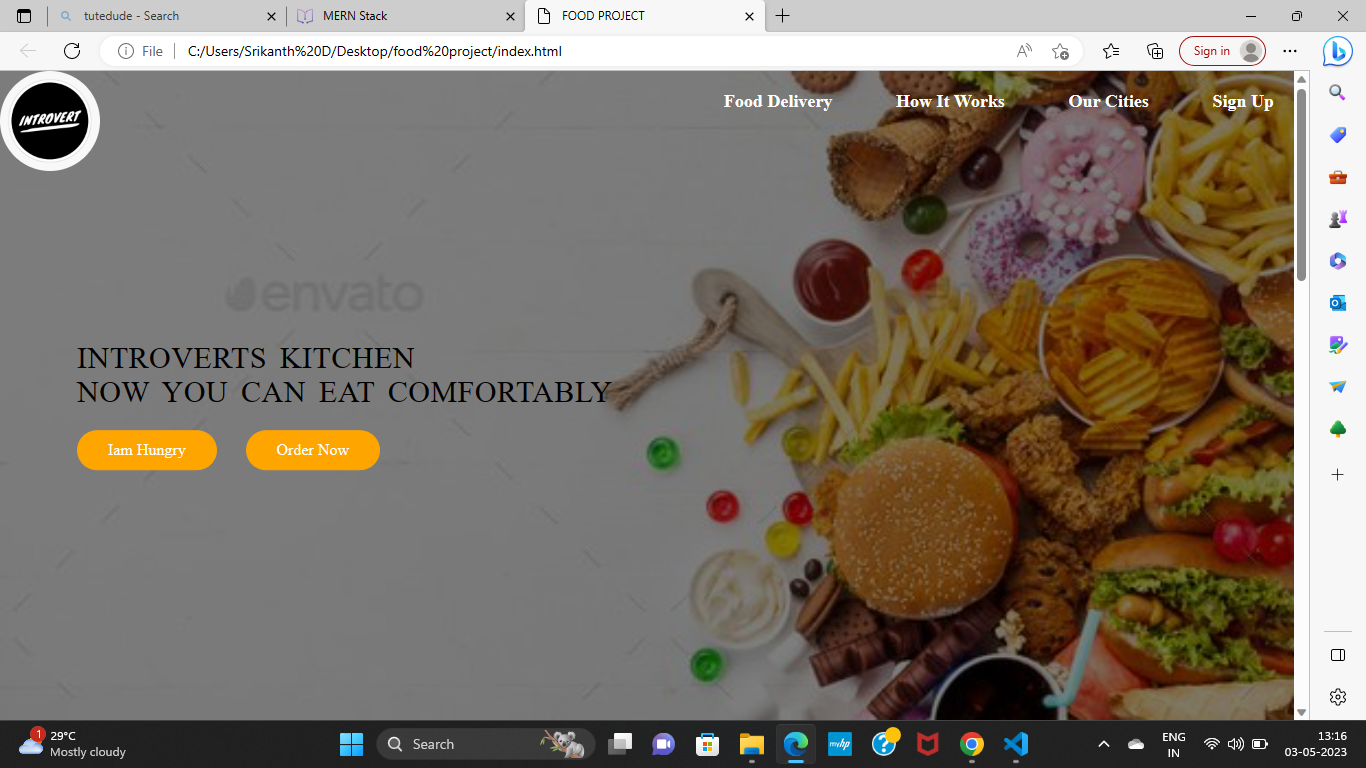 tutedude - Search
MERN Stack
FOOD PROJECT
File
C:/Users/Srikanth%20D/Desktop/food%20project/index.html
Sign in
INTROVERT
Food Delivery
How It Works
Our Cities
Sign Up
envato
INTROVERTS KITCHEN
NOW YOU CAN EAT COMFORTABLY
Iam Hungry
Order Now
1
29°C
Mostly cloudy
Search
myhp
ENG
IN
13:16
03-05-2023